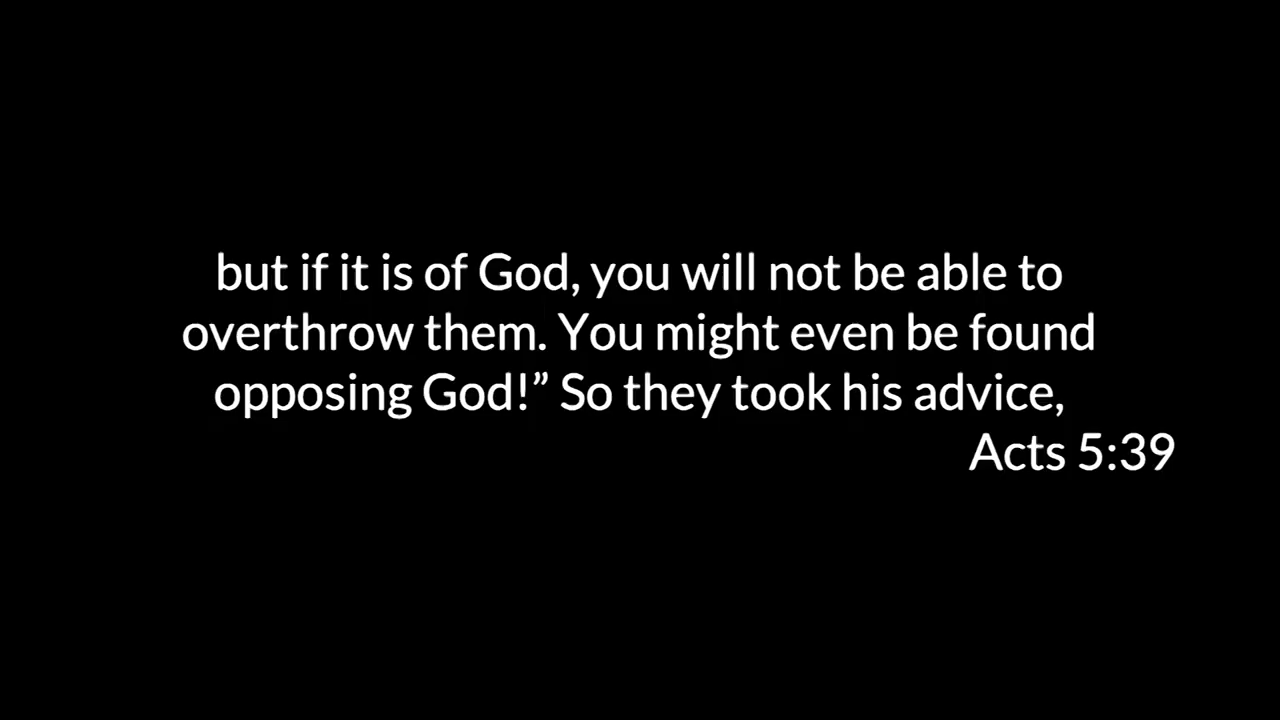 but if it is of God, you will not be able to
overthrow them. You might even be found
opposing God!” So they took his advice,
Acts 5:39